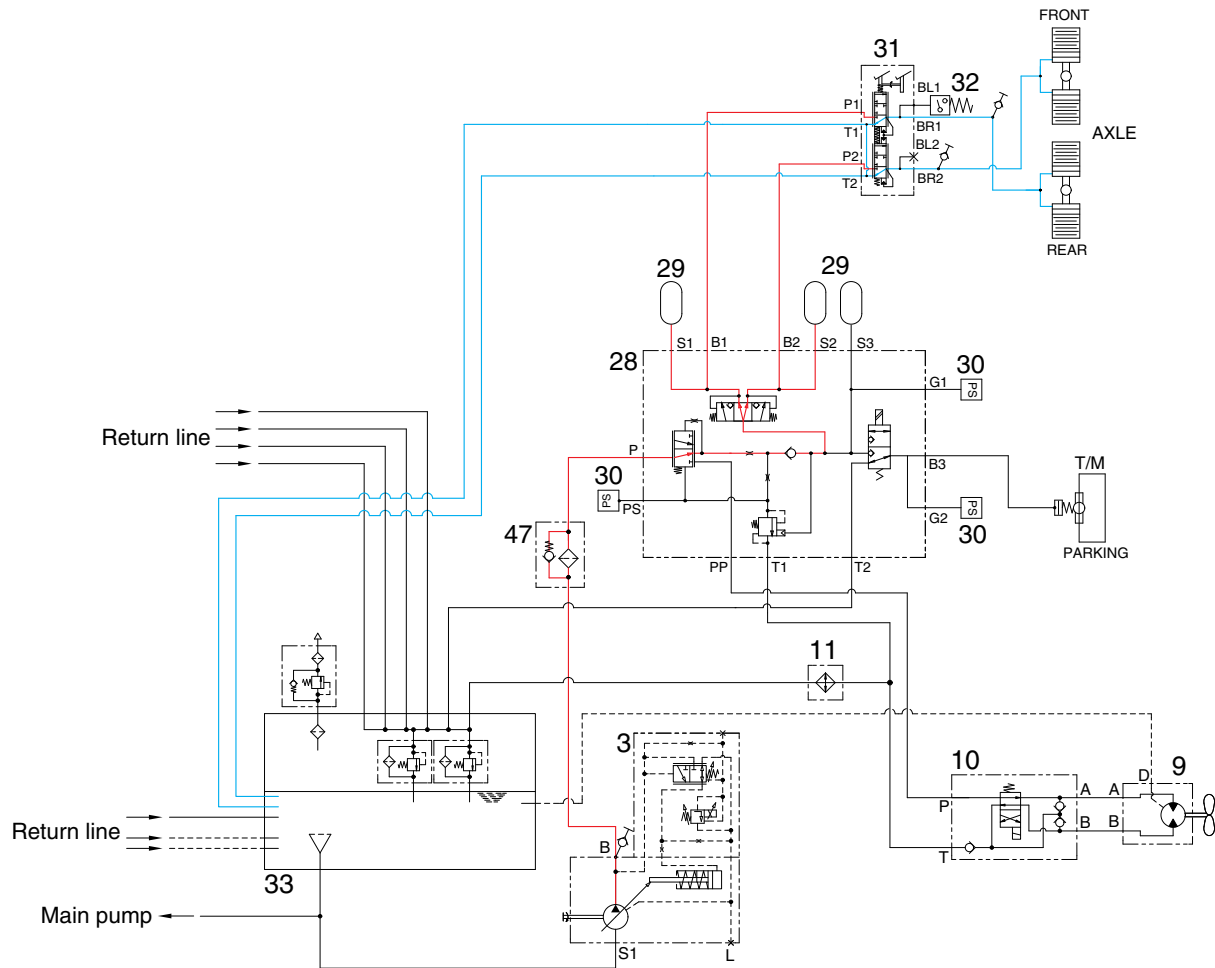 FRONT
31
BL1
32
P1
BR1
T1
AXLE
BL2
P2
T2
BR2
REAR
29
29
S1
B1
B2
S2
S3
28
G1
30
PS
Return line
P
B3
T/M
30
PS
PS
G2
PS
30
47
PARKING
PP
T1
T2
11
3
10
D
9
P
A
A
B
B
T
Return line
B
33
Main pump
S1
L